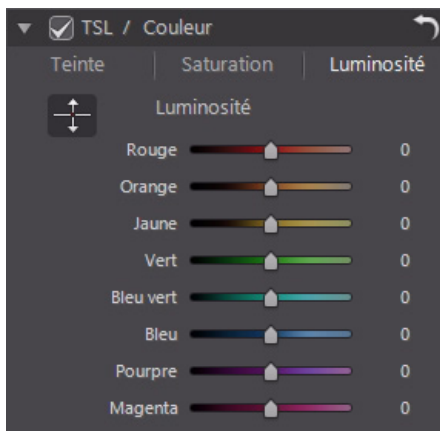 TSL / Couleur
Teinte Saturation Luminosité
Luminosité
Rouge 0
Orange 0
Jaune 0
Vert 0
Bleu vert 0
Bleu 0
Pourpre 0
Magenta 0